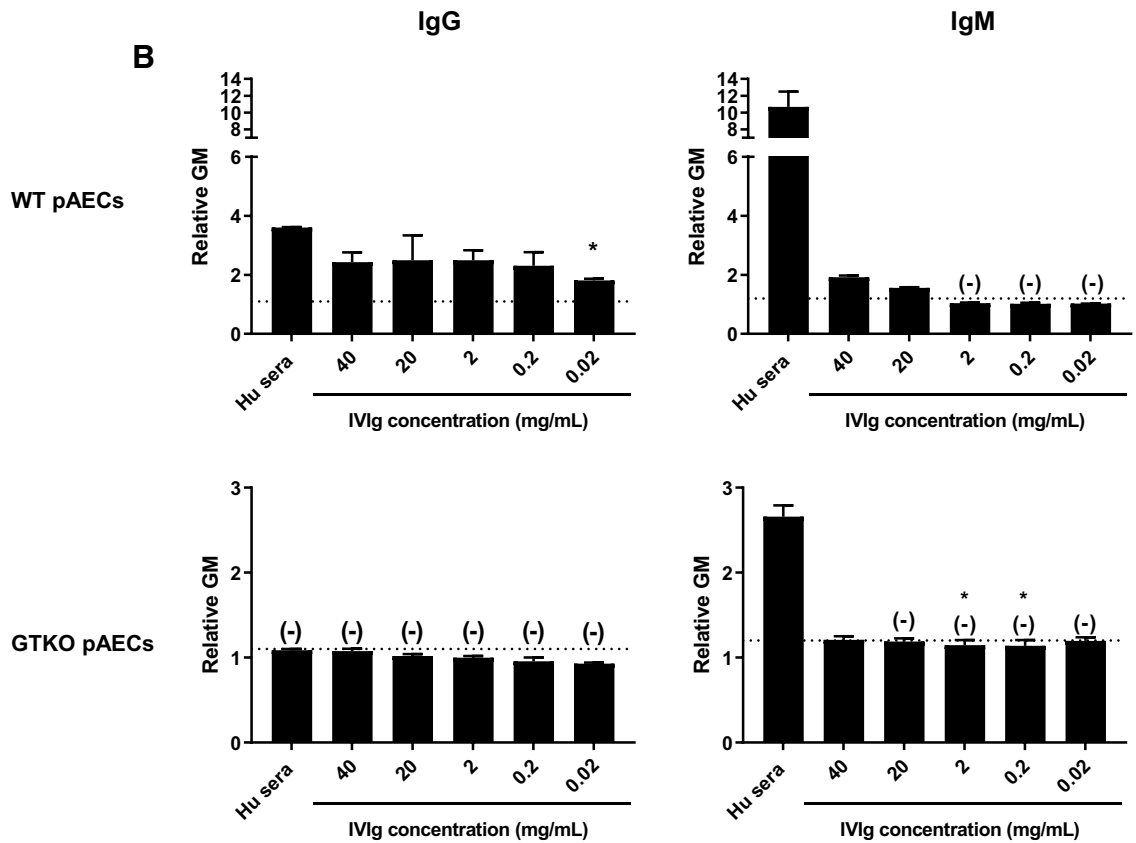 IgG
IgM
B
WT pAECs
Relative GM
14
12
10
8
6
4
2
0
*
Hu sera
40
20
2
0.2
0.02
IVIg concentration (mg/mL)
Relative GM
14
12
10
8
6
4
2
0
(-) (-) (-)
Hu sera
40
20
2
0.2
0.02
IVIg concentration (mg/mL)
GTKO pAECs
Relative GM
3
2
1
0
(-) (-) (-) (-) (-) (-)
Hu sera
40
20
2
0.2
0.02
IVIg concentration (mg/mL)
Relative GM
3
2
1
0
* *
(-) (-) (-) (-)
Hu sera
40
20
2
0.2
0.02
IVIg concentration (mg/mL)